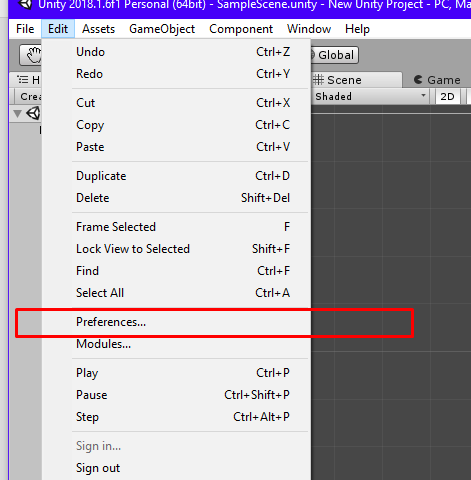 Unity 2018.1.6f1 Personal (64bit) - SampleScene.unity - New Unity Project - PC, Ma
File Edit Assets GameObject Component Window Help
Undo Ctrl+Z
Global
Redo Ctrl+Y
Scene Game
Shaded 2D
Cut Ctrl+X
Copy Ctrl+C
Paste Ctrl+V
Duplicate Ctrl+D
Delete Shift+Del
Frame Selected F
Lock View to Selected Shift+F
Find Ctrl+F
Select All Ctrl+A
Preferences...
Modules...
Play Ctrl+P
Pause Ctrl+Shift+P
Step Ctrl+Alt+P
Sign in...
Sign out